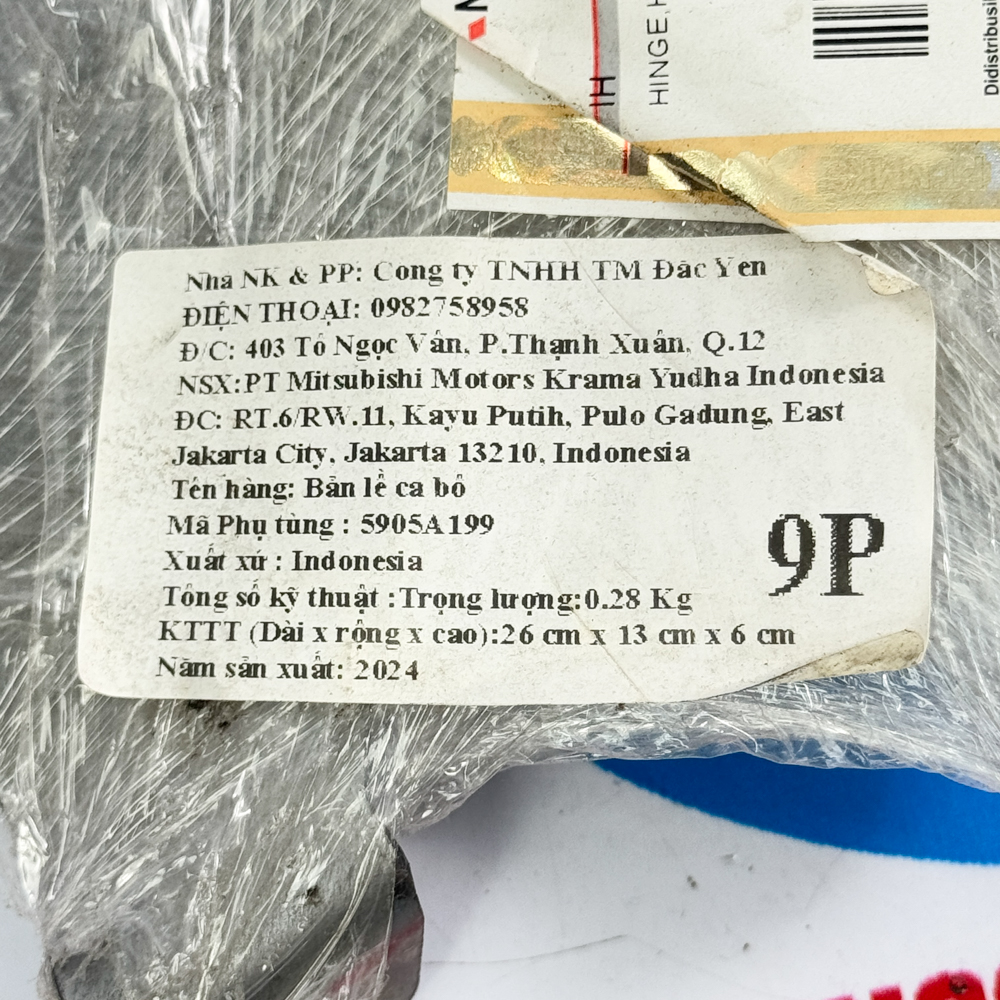 HINGE,
Didistribusi
Nhà NK & PP: Công ty TNHH TM Đắc Yến
ĐIỆN THOẠI: 0982758958
Đ/C: 403 Tô Ngọc Vân, P.Thạnh Xuân, Q.12
NSX:PT Mitsubishi Motors Krama Yudha Indonesia
ĐC: RT.6/RW.11, Kayu Putih, Pulo Gadung, East
Jakarta City, Jakarta 13210, Indonesia
Tên hàng: Bản lề ca bô
Mã Phụ tùng : 5905A199
Xuất xứ : Indonesia
9P
Tổng số kỹ thuật :Trọng lượng:0.28 Kg
KTTT (Dài x rộng x cao):26 cm x 13 cm x 6 cm
Năm sản xuất: 2024